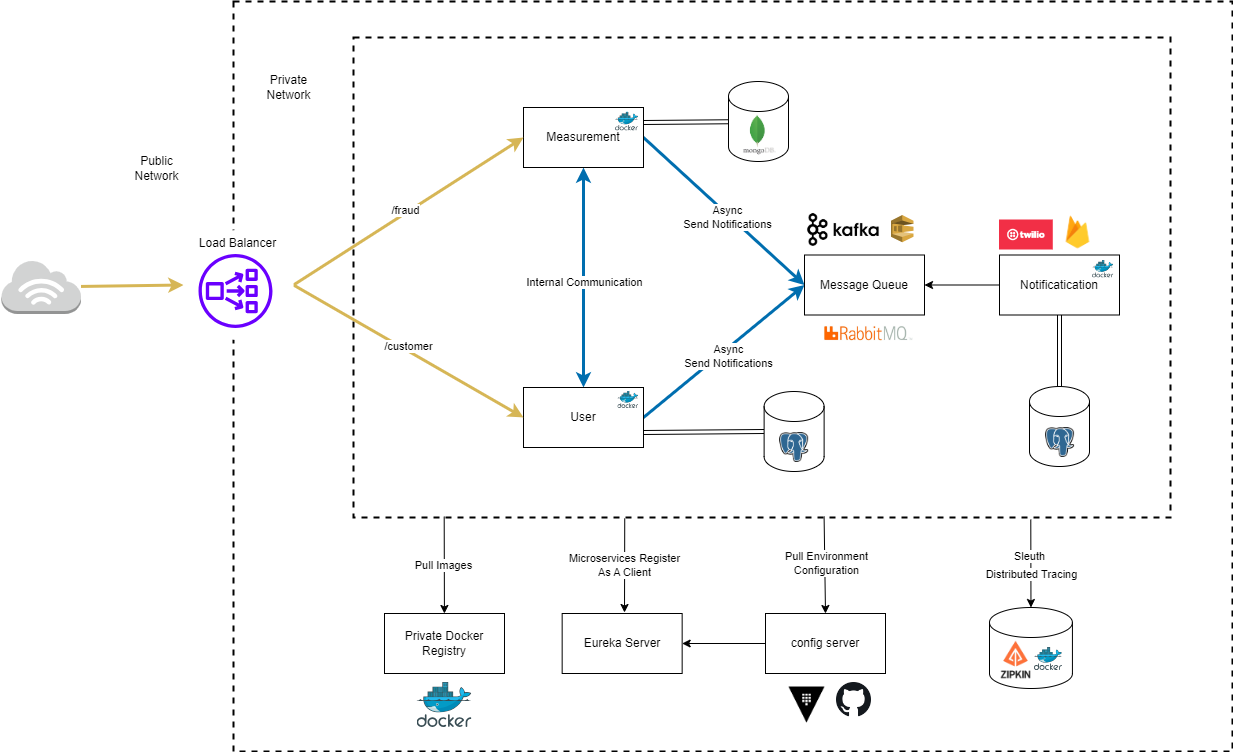 Private
Network
Public
Network
Load Balancer
/fraud
/customer
Measurement
docker
mongoDB
Async
Send Notifications
Internal Communication
kafka
Message Queue
RabbitMQ
twilio
docker
Notificatication
Async
Send Notifications
User
docker
Pull Images
Microservices Register
As A Client
Pull Environment
Configuration
Sleuth
Distributed Tracing
Private Docker
Registry
docker
Eureka Server
config server
ZIPKIN
docker